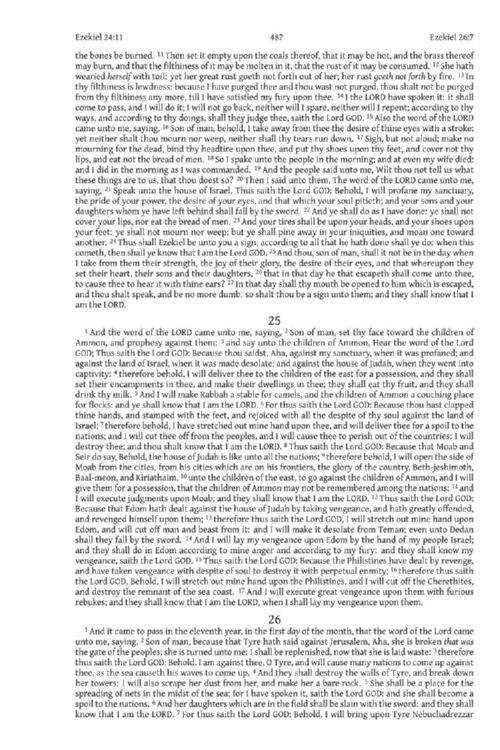 Ezekiel 24:11 487 Ezekiel 26:7
the bones be burned. 11 Then set it empty upon the coals thereof, that it may be hot, and the brass thereof
may burn, and that the filthiness of it may be molten in it, that the rust of it may be consumed. 12 She hath
wearied herself with toil: yet her great rust goeth not forth out of her; her rust goeth not forth by fire. 13 In
thy filthiness is lewdness: because I have purged thee and thou wast not purged, thou shalt not be purged
from thy filthiness any more, till I have satisfied my fury upon thee. 14 I the LORD have spoken it: it shall
come to pass, and I will do it; I will not go back, neither will I spare, neither will I repent; according to thy
ways, and according to thy doings, shall they judge thee, saith the Lord GOD. 15 Also the word of the LORD
came unto me, saying, 16 Son of man, behold, I take away from thee the desire of thine eyes with a stroke:
yet neither shalt thou mourn nor weep, neither shall thy tears run down. 17 Sigh, but not aloud; make no
mourning for the dead, bind thy headtire upon thee, and put thy shoes upon thy feet, and cover not thy
lips, and eat not the bread of men. 18 So I spake unto the people in the morning; and at even my wife died:
and I did in the morning as I was commanded. 19 And the people said unto me, Wilt thou not tell us what
these things are to us, that thou doest so? 20 Then I said unto them, The word of the LORD came unto me,
saying, 21 Speak unto the house of Israel, Thus saith the Lord GOD: Behold, I will profane my sanctuary,
the pride of your power, the desire of your eyes, and that which your soul pitieth; and your sons and your
daughters whom ye have left behind shall fall by the sword. 22 And ye shall do as I have done: ye shall not
cover your lips, nor eat the bread of men. 23 And your tires shall be upon your heads, and your shoes upon
your feet: ye shall not mourn nor weep; but ye shall pine away in your iniquities, and moan one toward
another. 24 Thus shall Ezekiel be unto you a sign; according to all that he hath done shall ye do: when this
cometh, then shall ye know that I am the Lord GOD. 25 And thou, son of man, shall it not be in the day when
I take from them their strength, the joy of their glory, the desire of their eyes, and that whereupon they
set their heart, their sons and their daughters, 26 that in that day he that escapeth shall come unto thee,
to cause thee to hear it with thine ears? 27 In that day shall thy mouth be opened to him which is escaped,
and thou shalt speak, and be no more dumb: so shalt thou be a sign unto them; and they shall know that I
am the LORD.
25
1 And the word of the LORD came unto me, saying, 2 Son of man, set thy face toward the children of
Ammon, and prophesy against them: 3 and say unto the children of Ammon, Hear the word of the Lord
GOD; Thus saith the Lord GOD: Because thou saidst, Aha, against my sanctuary, when it was profaned; and
against the land of Israel, when it was made desolate; and against the house of Judah, when they went into
captivity: 4 therefore behold, I will deliver thee to the children of the east for a possession, and they shall
set their encampments in thee, and make their dwellings in thee; they shall eat thy fruit, and they shall
drink thy milk. 5 And I will make Rabbah a stable for camels, and the children of Ammon a couching place
for flocks: and ye shall know that I am the LORD. 6 For thus saith the Lord GOD: Because thou hast clapped
thine hands, and stamped with the feet, and rejoiced with all the despite of thy soul against the land of
Israel; 7 therefore behold, I have stretched out mine hand upon thee, and will deliver thee for a spoil to the
nations; and I will cut thee off from the peoples, and I will cause thee to perish out of the countries: I will
destroy thee; and thou shalt know that I am the LORD. 8 Thus saith the Lord GOD: Because that Moab and
Seir do say, Behold, the house of Judah is like unto all the nations; 9 therefore behold, I will open the side of
Moab from the cities, from his cities which are on his frontiers, the glory of the country, Beth-jeshimoth,
Baal-meon, and Kiriathaim, 10 unto the children of the east, to go against the children of Ammon, and I will
give them for a possession, that the children of Ammon may not be remembered among the nations: 11 and
I will execute judgments upon Moab; and they shall know that I am the LORD. 12 Thus saith the Lord GOD:
Because that Edom hath dealt against the house of Judah by taking vengeance, and hath greatly offended,
and revenged himself upon them; 13 therefore thus saith the Lord GOD, I will stretch out mine hand upon
Edom, and will cut off man and beast from it: and I will make it desolate from Teman; even unto Dedan
shall they fall by the sword. 14 And I will lay my vengeance upon Edom by the hand of my people Israel;
and they shall do in Edom according to mine anger and according to my fury: and they shall know my
vengeance, saith the Lord GOD. 15 Thus saith the Lord GOD: Because the Philistines have dealt by revenge,
and have taken vengeance with despite of soul to destroy it with perpetual enmity; 16 therefore thus saith
the Lord GOD, Behold, I will stretch out mine hand upon the Philistines, and I will cut off the Cherethites,
and destroy the remnant of the sea coast. 17 And I will execute great vengeance upon them with furious
rebukes; and they shall know that I am the LORD, when I shall lay my vengeance upon them.
26
1 And it came to pass in the eleventh year, in the first day of the month, that the word of the LORD came
unto me, saying, 2 Son of man, because that Tyre hath said against Jerusalem, Aha, she is broken that was
the gate of the peoples; she is turned unto me: I shall be replenished, now that she is laid waste: 3 therefore
thus saith the Lord GOD: Behold, I am against thee, O Tyre, and will cause many nations to come up against
thee, as the sea causeth his waves to come up. 4 And they shall destroy the walls of Tyre, and break down
her towers: I will also scrape her dust from her, and make her a bare rock. 5 She shall be a place for the
spreading of nets in the midst of the sea: for I have spoken it, saith the Lord GOD: and she shall become a
spoil to the nations. 6 And her daughters which are in the field shall be slain with the sword: and they shall
know that I am the LORD. 7 For thus saith the Lord GOD: Behold, I will bring upon Tyre Nebuchadrezzar